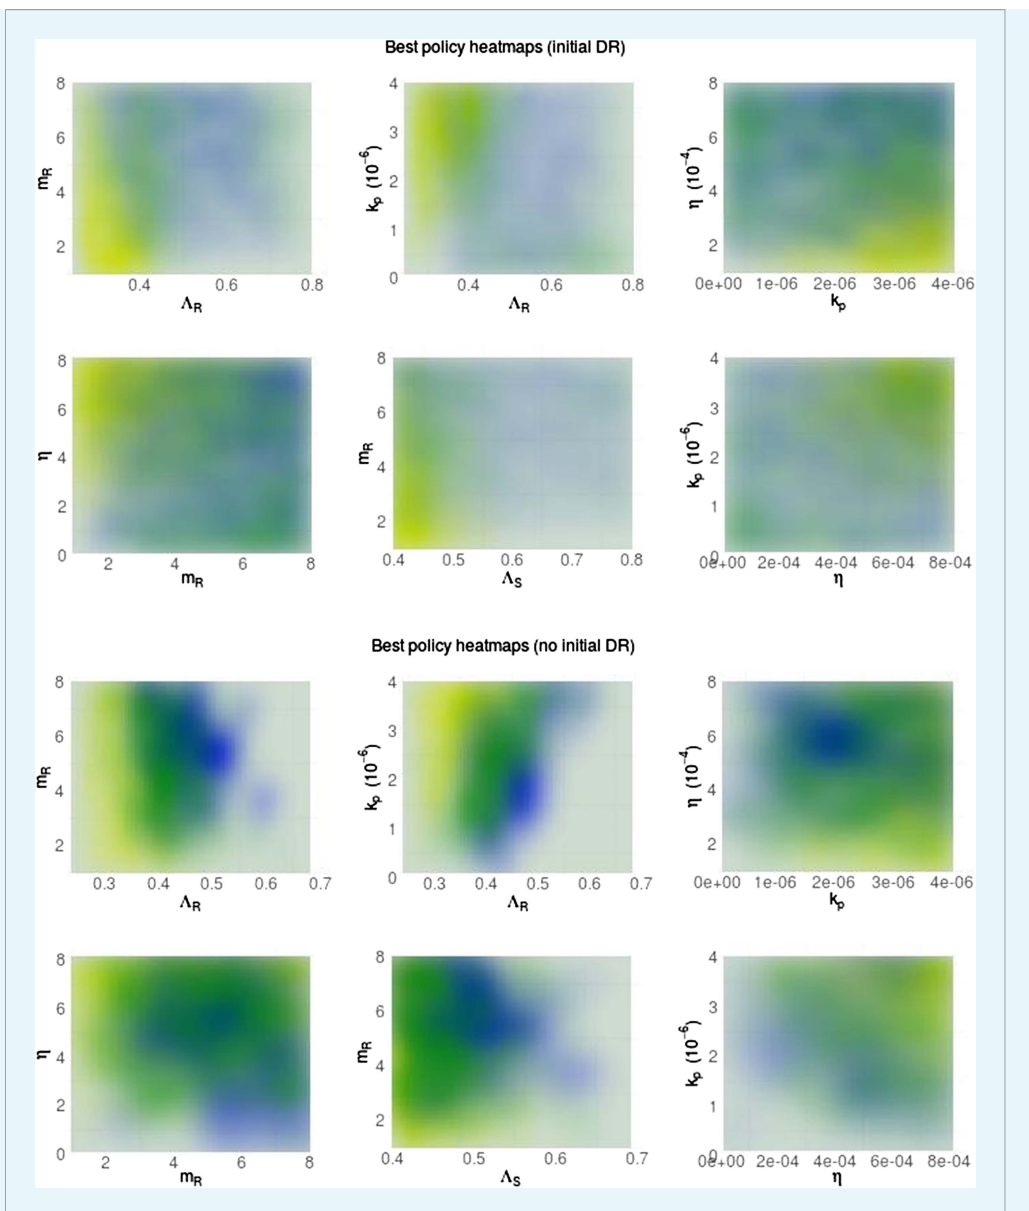 Best policy heatmaps (initial DR)
8
6
4
2
m_R
0.4 0.6 0.8
Λ_R
4
3
2
1
0
k_p (10^−6)
0.4 0.6 0.8
Λ_R
8
6
4
2
η (10^−4)
0e+00 1e-06 2e-06 3e-06 4e-06
k_p
8
6
4
2
0
η
2 4 6 8
m_R
8
6
4
2
m_R
0.4 0.5 0.6 0.7 0.8
Λ_S
4
3
2
1
0
k_p (10^−6)
0e+00 2e-04 4e-04 6e-04 8e-04
η
Best policy heatmaps (no initial DR)
8
6
4
2
m_R
0.3 0.4 0.5 0.6 0.7
Λ_R
4
3
2
1
0
k_p (10^−6)
0.3 0.4 0.5 0.6 0.7
Λ_R
8
6
4
2
η (10^−4)
0e+00 1e-06 2e-06 3e-06 4e-06
k_p
8
6
4
2
0
η
2 4 6 8
m_R
8
6
4
2
m_R
0.4 0.5 0.6 0.7
Λ_S
4
3
2
1
0
k_p (10^−6)
0e+00 2e-04 4e-04 6e-04 8e-04
η